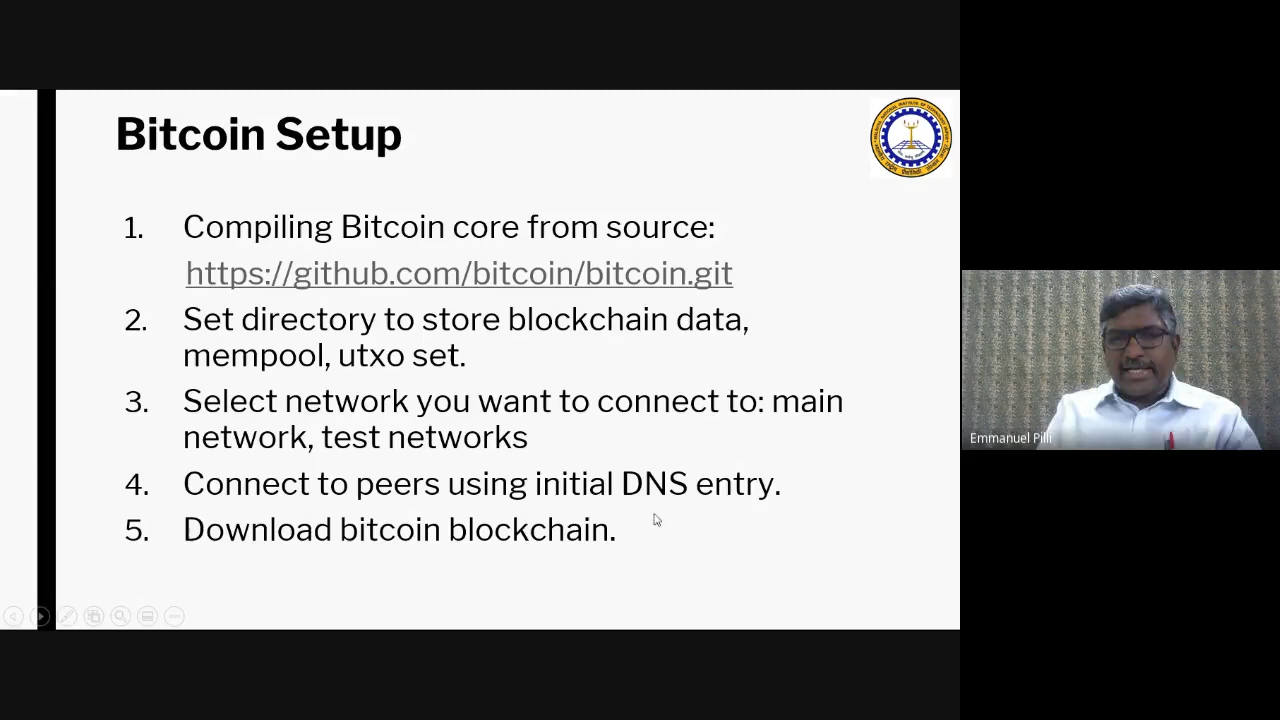 Bitcoin Setup
1. Compiling Bitcoin core from source:
https://github.com/bitcoin/bitcoin.git
2. Set directory to store blockchain data,
mempool, utxo set.
3. Select network you want to connect to: main
network, test networks
4. Connect to peers using initial DNS entry.
5. Download bitcoin blockchain.
Emmanuel Pilli